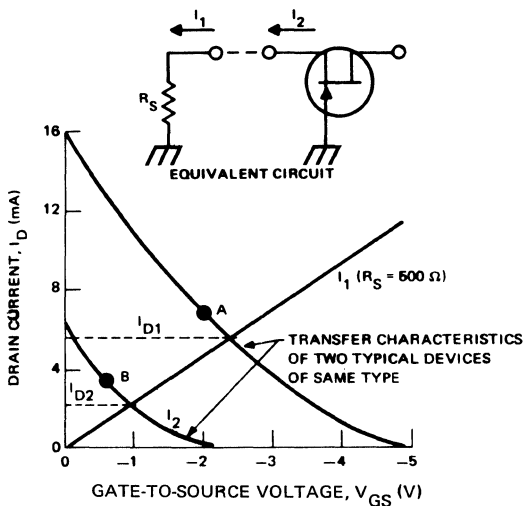 I1
I2
RS
EQUIVALENT CIRCUIT
DRAIN CURRENT, ID (mA)
16
12
8
4
0
A
I1 (RS = 500 Ω)
ID1
TRANSFER CHARACTERISTICS
OF TWO TYPICAL DEVICES
OF SAME TYPE
B
ID2
I2
0
–1
–2
–3
–4
–5
GATE-TO-SOURCE VOLTAGE, VGS (V)